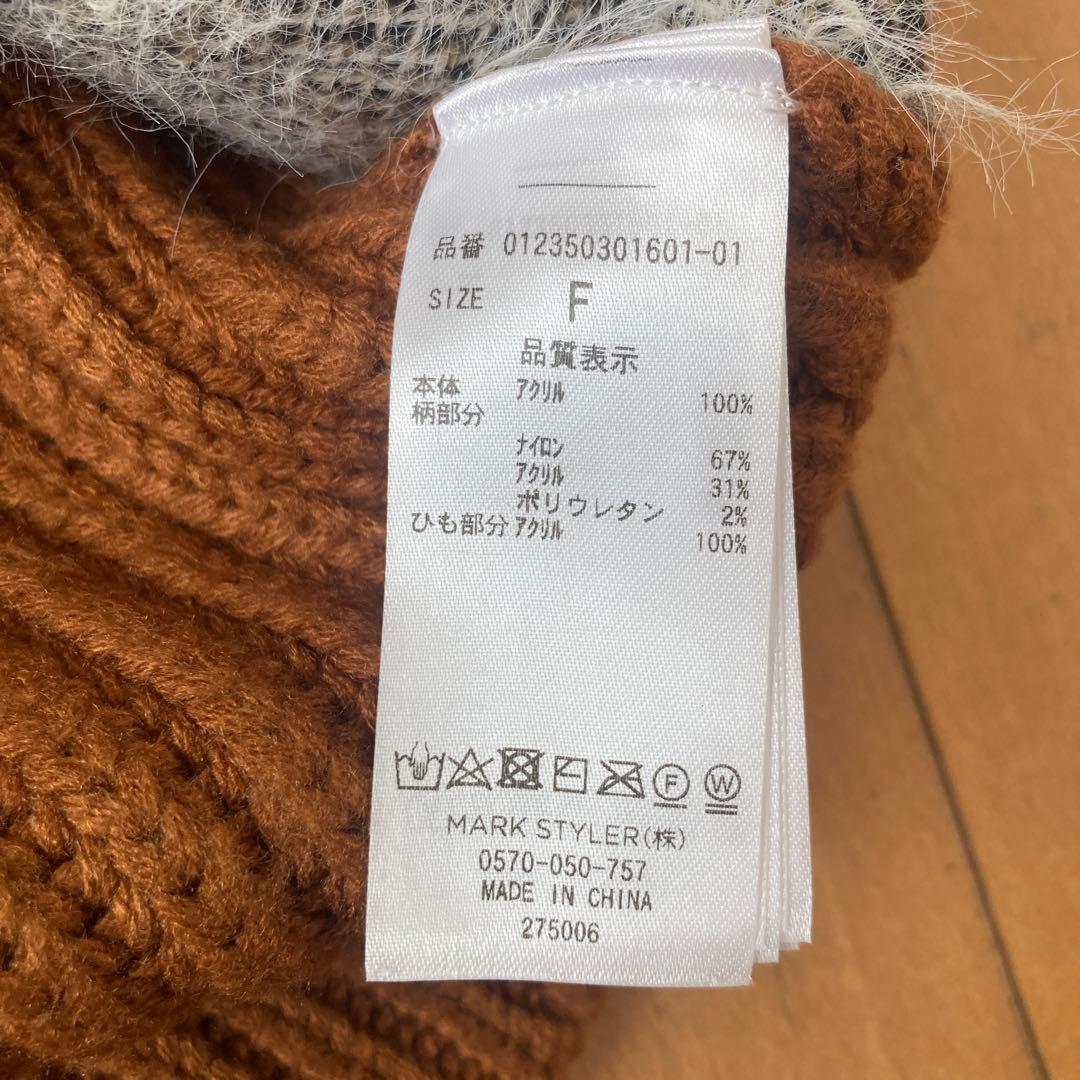 品番 012350301601-01
SIZE F
品質表示
本体 アクリル 100%
柄部分
ナイロン 67%
アクリル 31%
ポリウレタン 2%
ひも部分 アクリル 100%
F W
MARK STYLER(株)
0570-050-757
MADE IN CHINA
275006